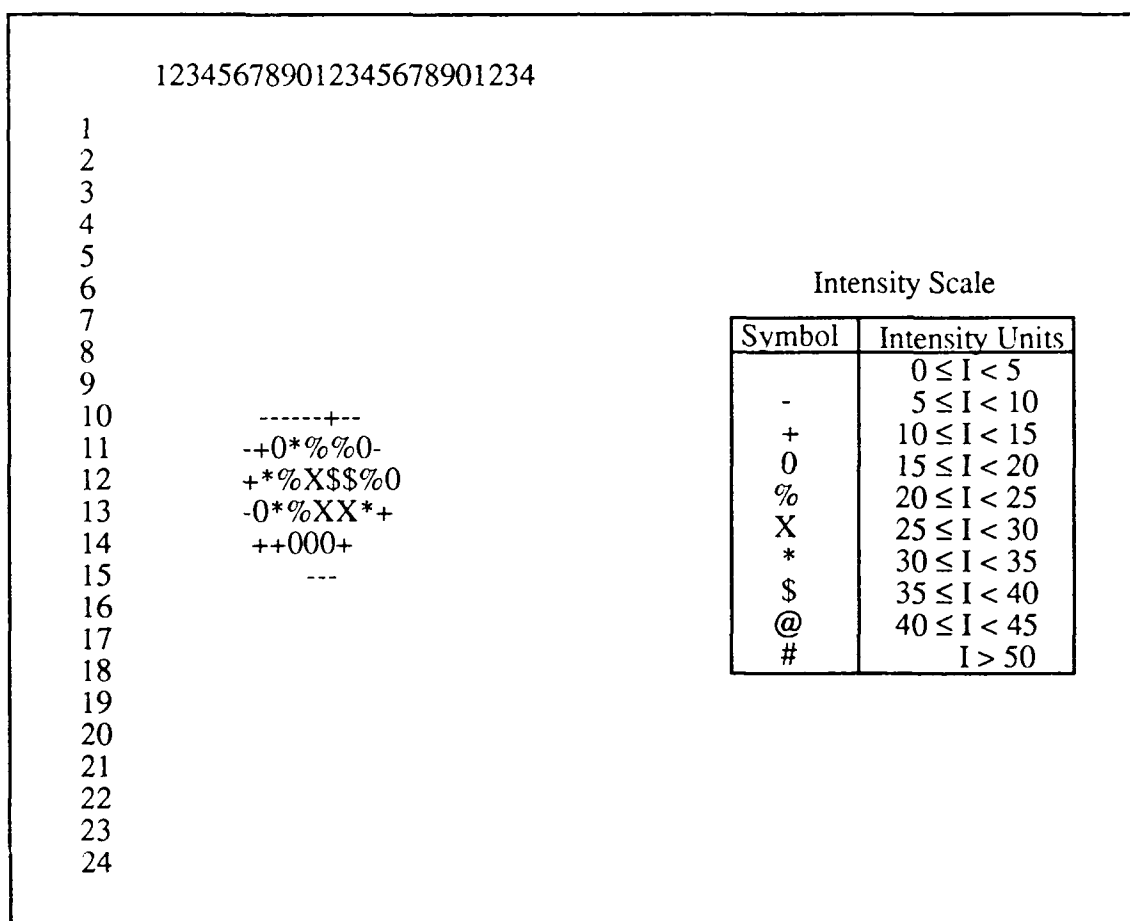 123456789012345678901234
1
2
3
4
5
6
7
8
9
10 ------+--
11 -+0*%%0-
12 +*%X$$%0
13 -0*%XX*+
14 ++000+
15 ---
16
17
18
19
20
21
22
23
24
Intensity Scale
Symbol Intensity Units
0 ≤ I < 5
- 5 ≤ I < 10
+ 10 ≤ I < 15
0 15 ≤ I < 20
% 20 ≤ I < 25
X 25 ≤ I < 30
* 30 ≤ I < 35
$ 35 ≤ I < 40
@ 40 ≤ I < 45
# I > 50